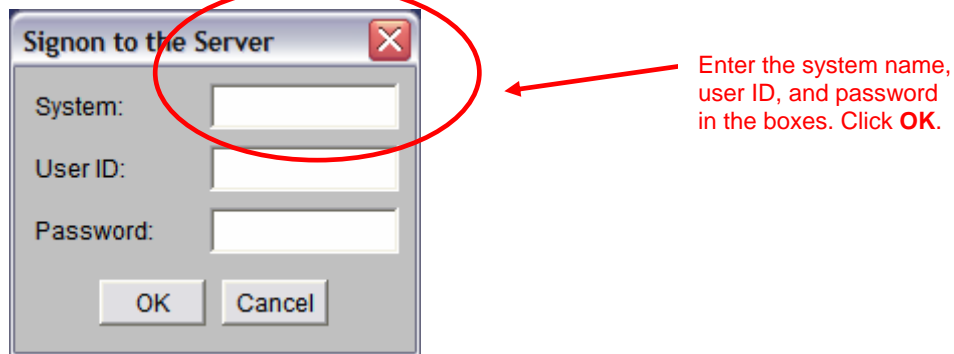 Signon to the Server
System:
User ID:
Password:
OK Cancel
Enter the system name,
user ID, and password
in the boxes. Click OK.